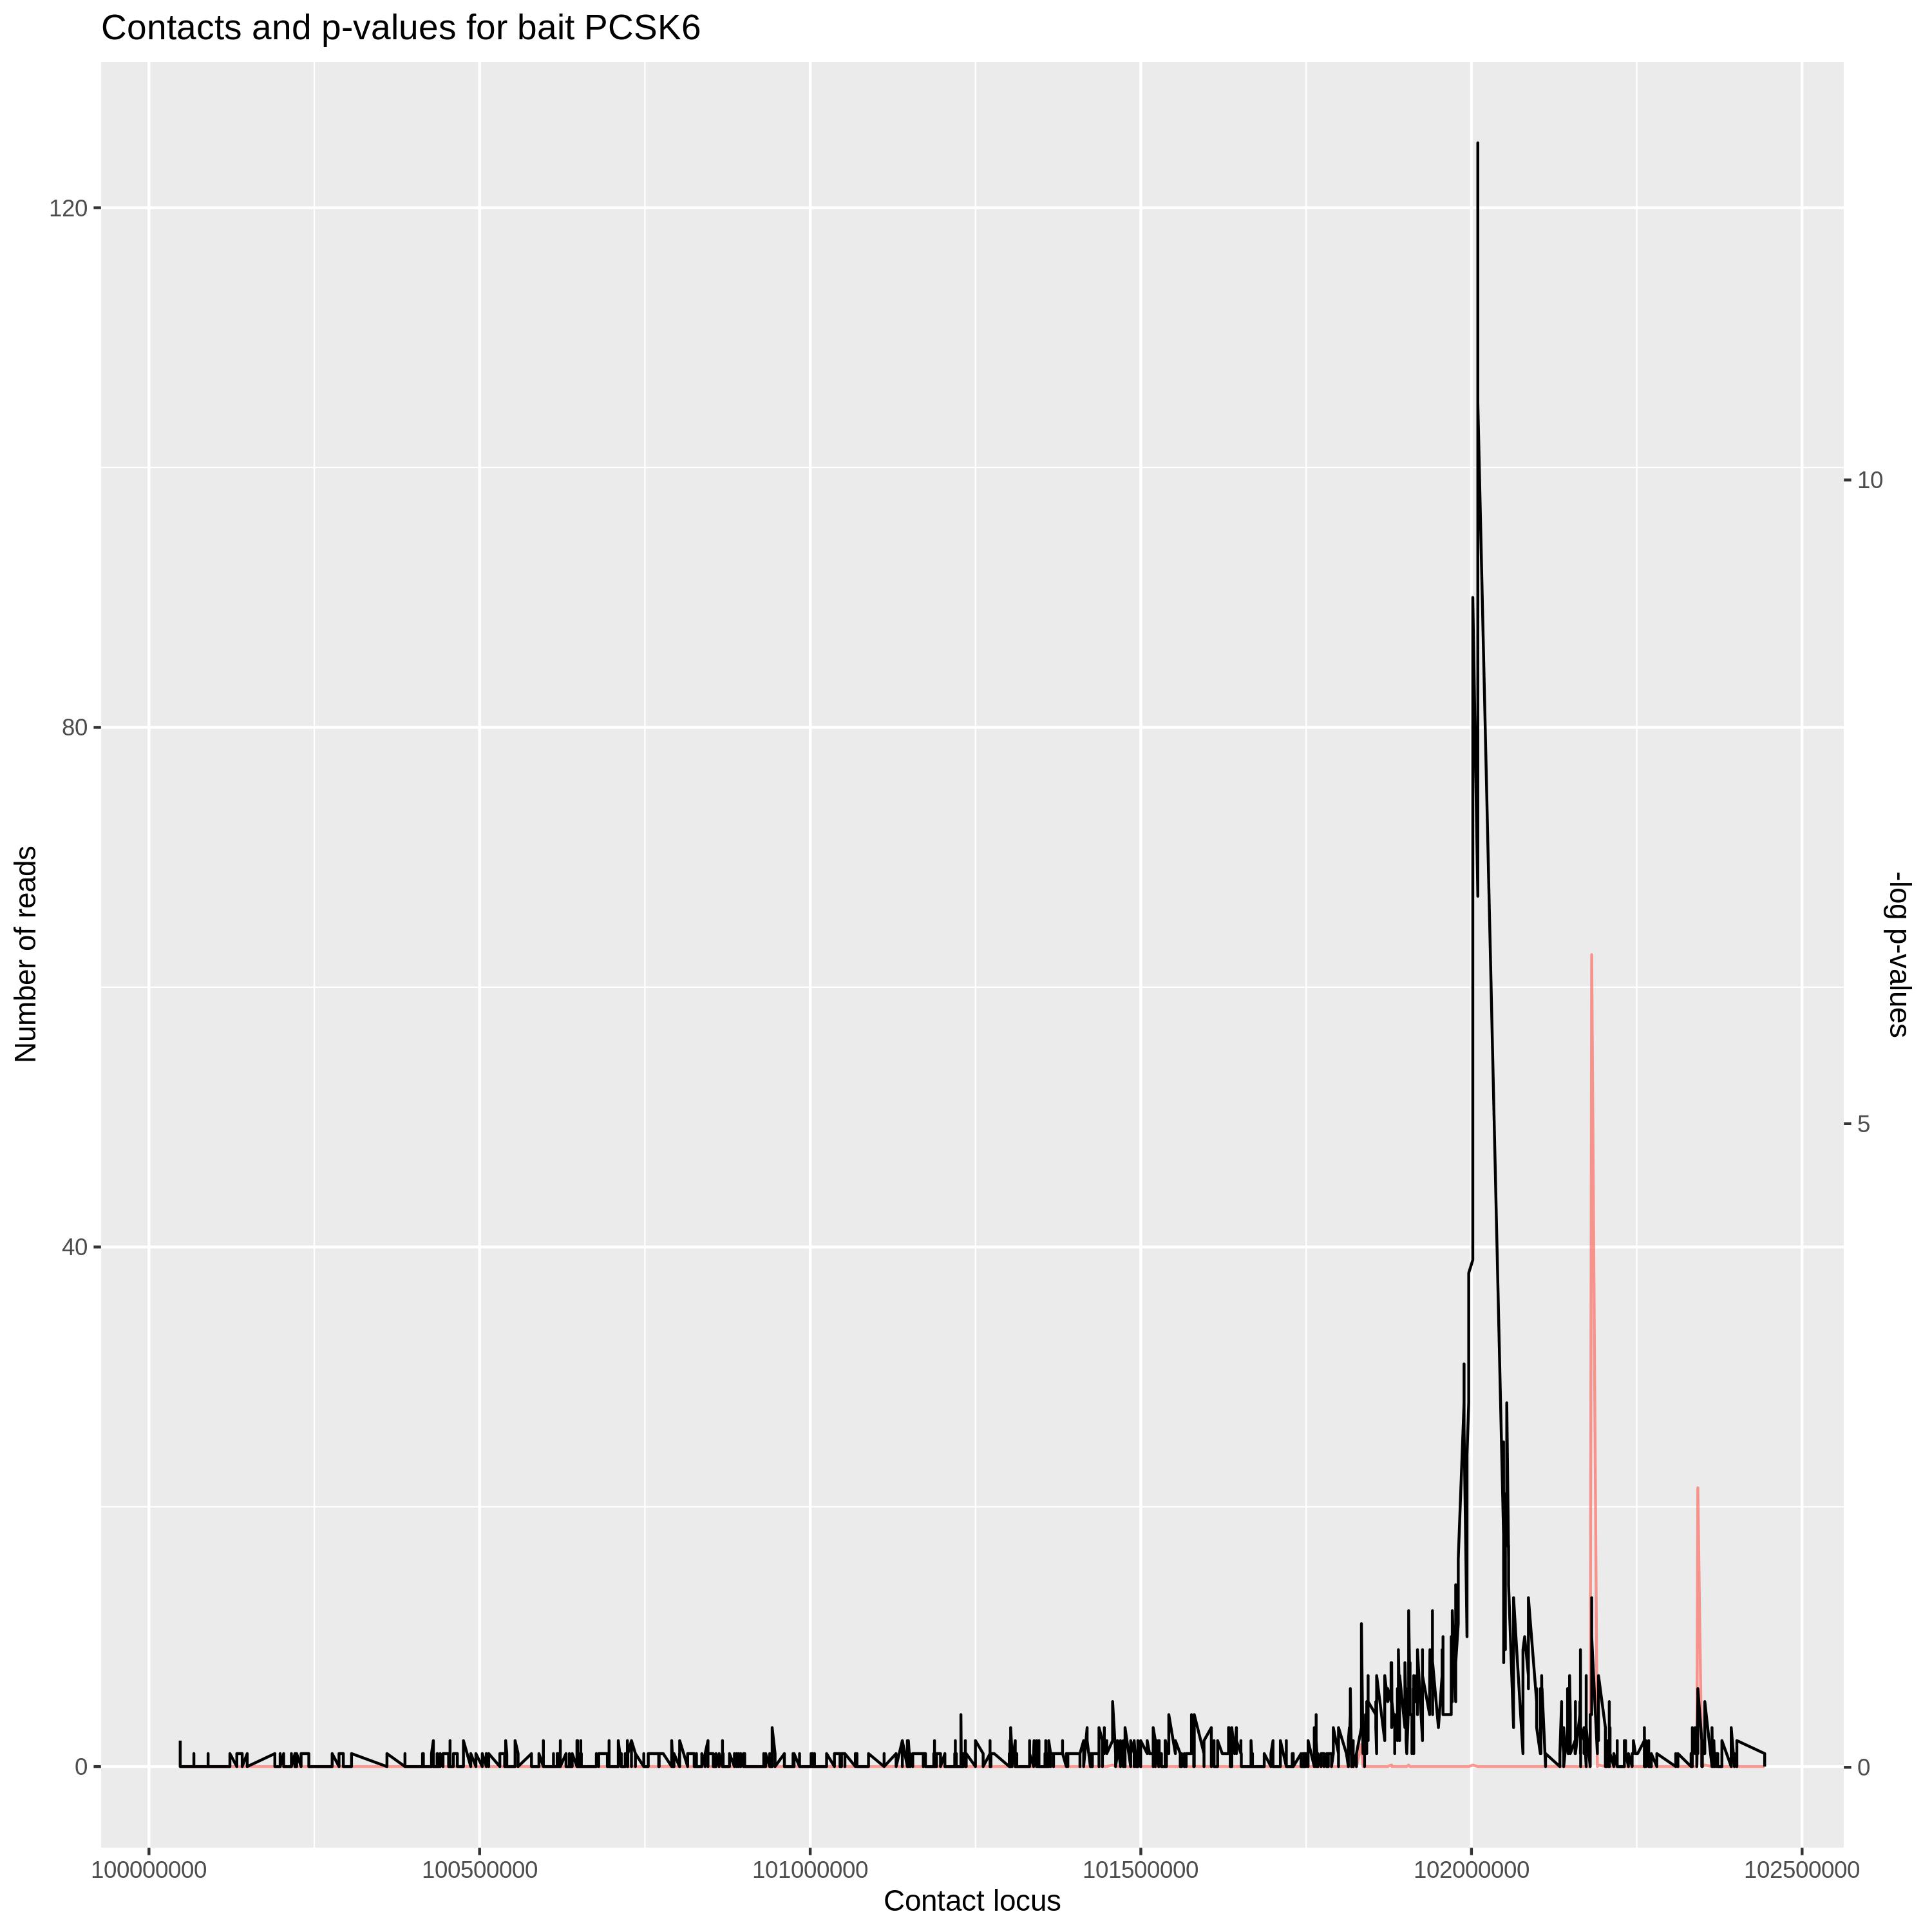 Contacts and p-values for bait PCSK6
120
80
40
0
Number of reads
10
5
0
-log p-values
100000000 100500000 101000000 101500000 102000000 102500000
Contact locus